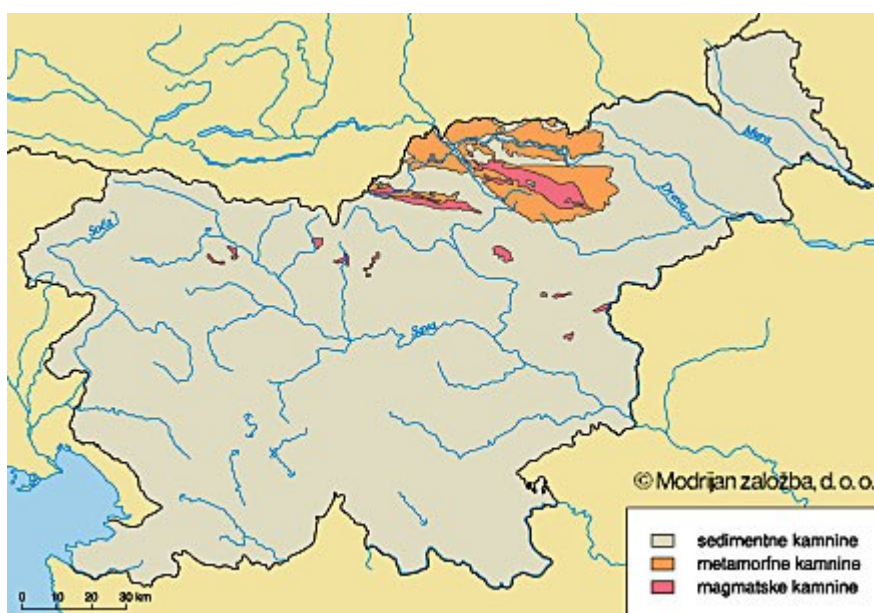 Mura
Drava
Soča
Sava
© Modrijan založba, d. o. o.
sedimentne kamnine
metamorfne kamnine
magmatske kamnine
0 10 20 30 km